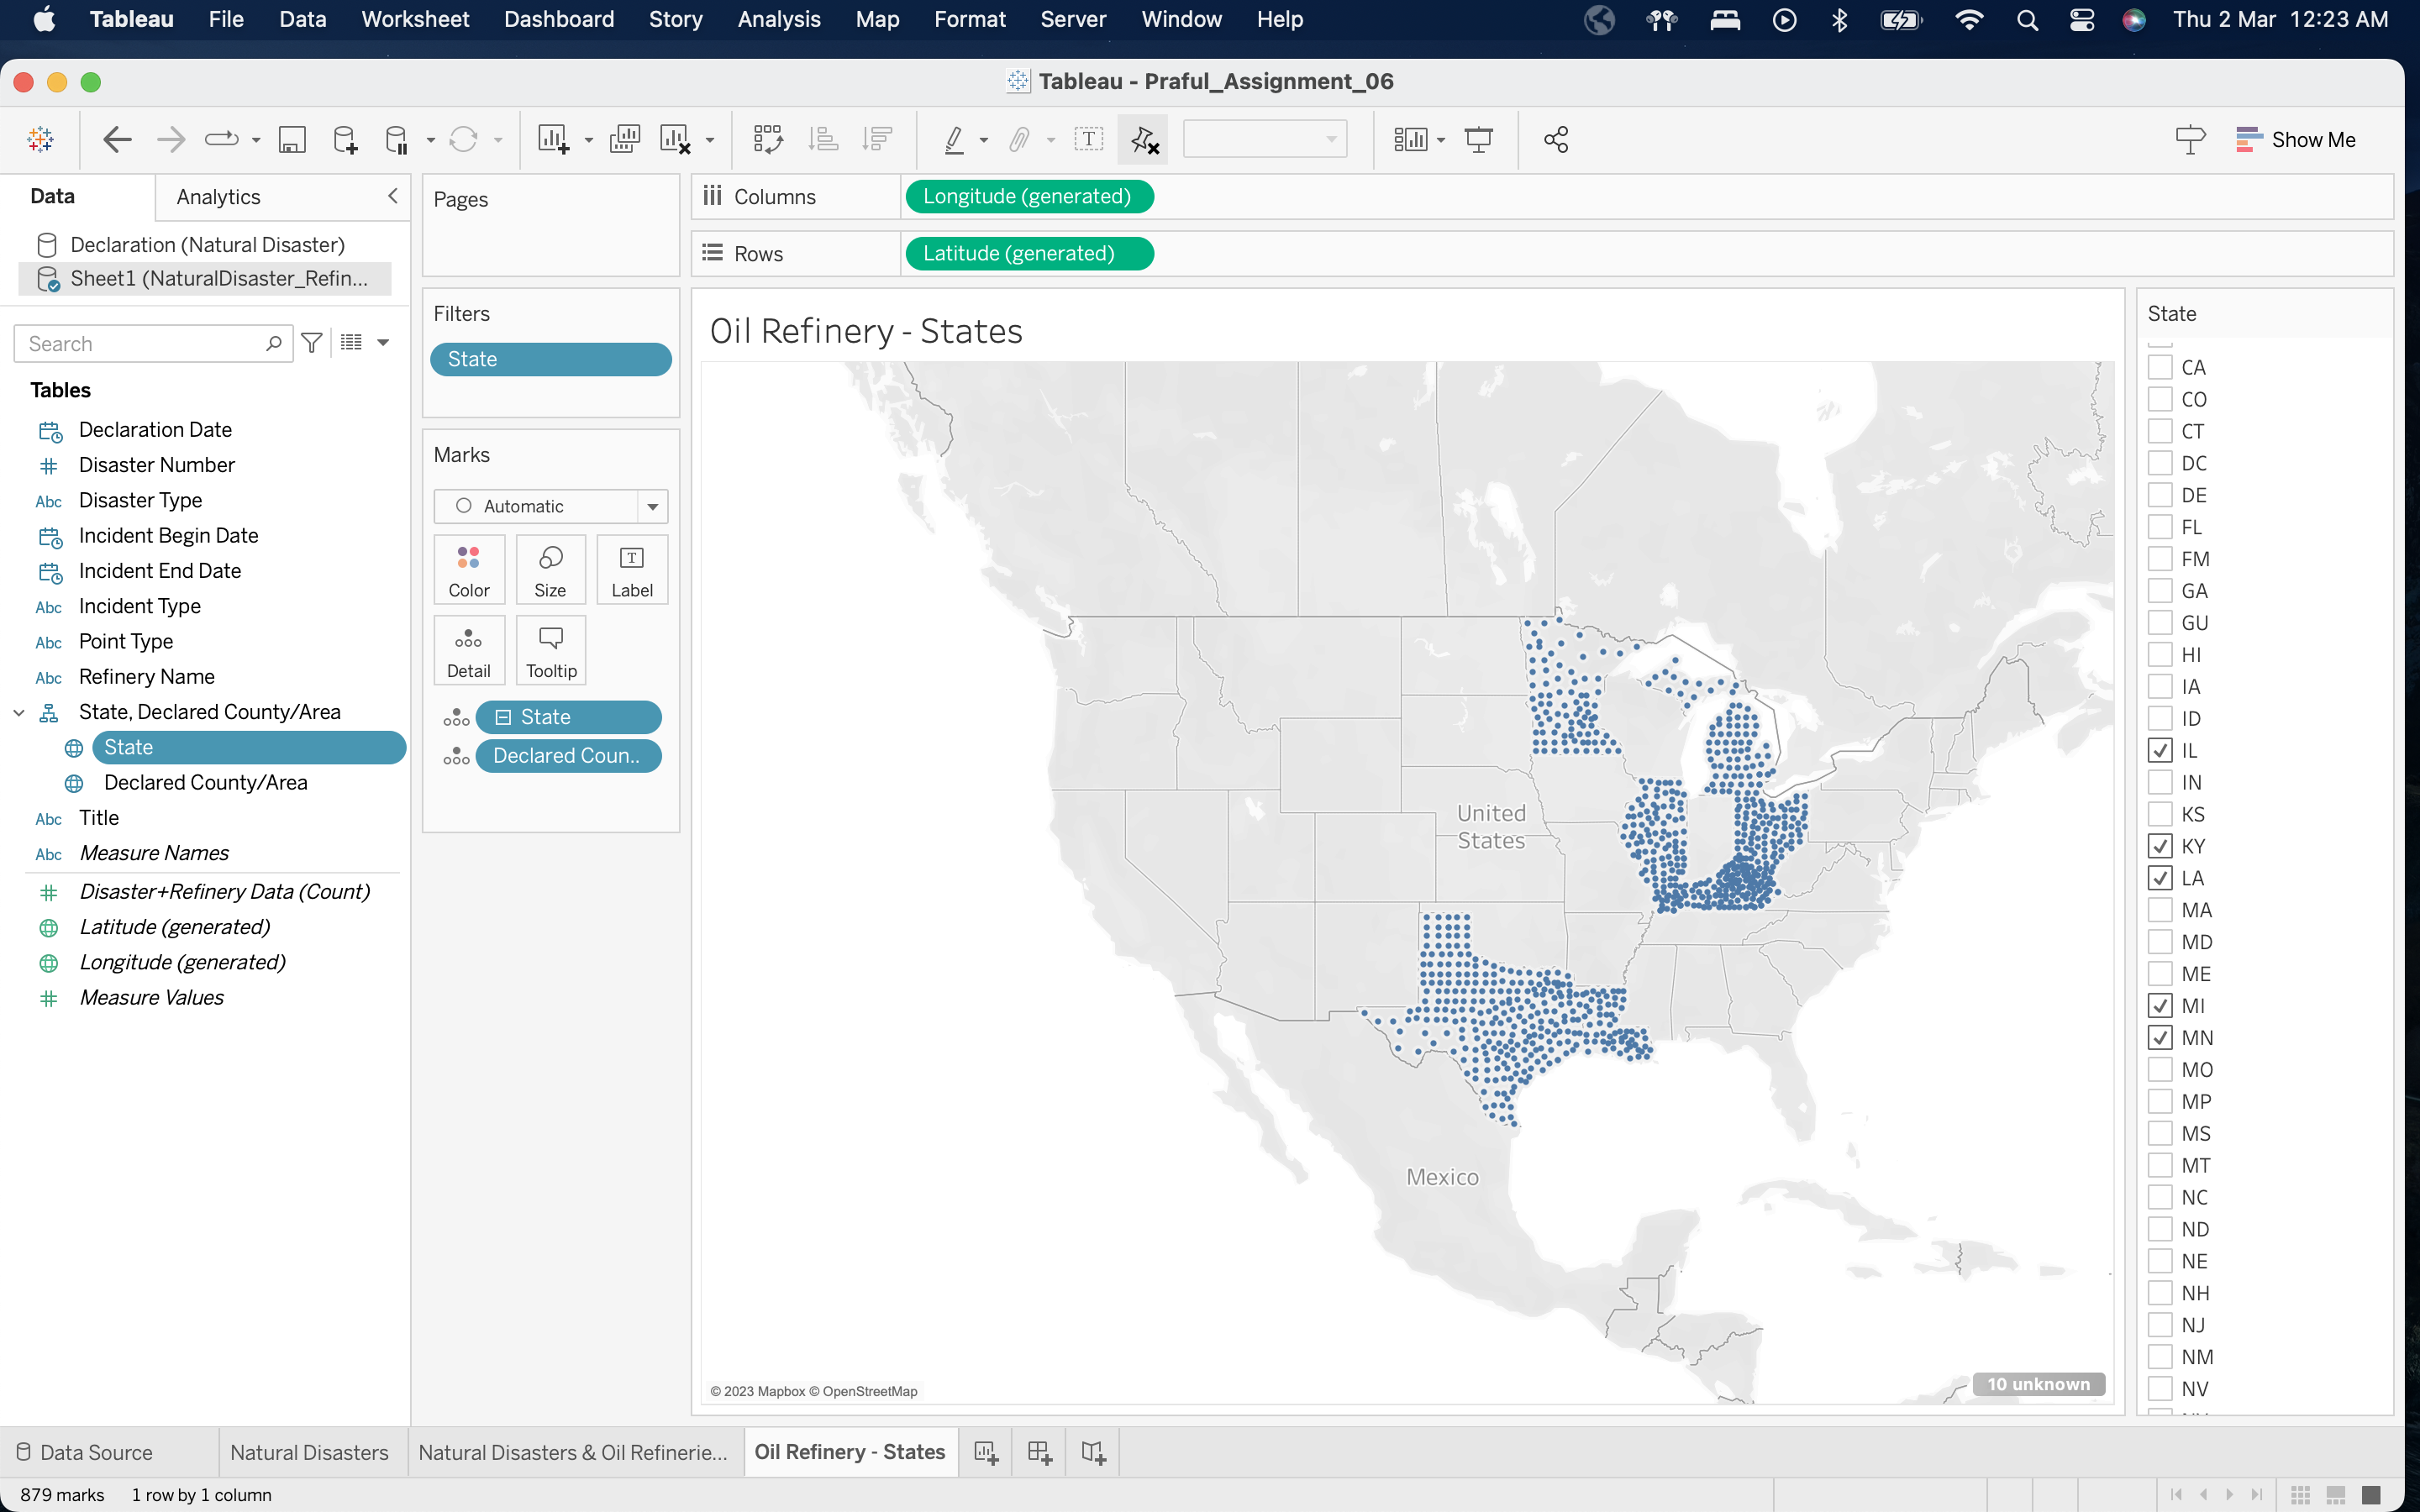 Tableau File Data Worksheet Dashboard Story Analysis Map Format Server Window Help Thu 2 Mar 12:23 AM
Tableau - Praful_Assignment_06
Show Me
Data Analytics
Declaration (Natural Disaster)
Sheet1 (NaturalDisaster_Refin...
Search
Tables
Declaration Date
Disaster Number
Abc Disaster Type
Incident Begin Date
Incident End Date
Abc Incident Type
Abc Point Type
Abc Refinery Name
State, Declared County/Area
State
Declared County/Area
Abc Title
Abc Measure Names
Disaster+Refinery Data (Count)
Latitude (generated)
Longitude (generated)
Measure Values
Pages
Filters
State
Marks
Automatic
Color Size Label
Detail Tooltip
State
Declared Coun..
Columns Longitude (generated)
Rows Latitude (generated)
Oil Refinery - States
United
States
Mexico
© 2023 Mapbox © OpenStreetMap
10 unknown
State
CA
CO
CT
DC
DE
FL
FM
GA
GU
HI
IA
ID
IL
IN
KS
KY
LA
MA
MD
ME
MI
MN
MO
MP
MS
MT
NC
ND
NE
NH
NJ
NM
NV
Data Source Natural Disasters Natural Disasters & Oil Refinerie... Oil Refinery - States
879 marks 1 row by 1 column